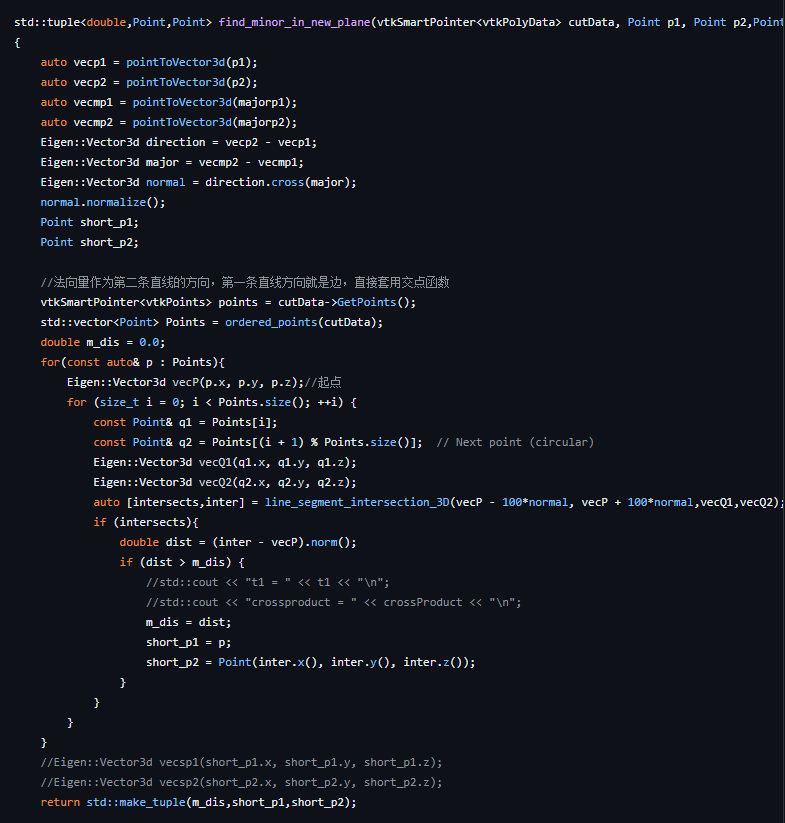 std::tuple<double,Point,Point> find_minor_in_new_plane(vtkSmartPointer<vtkPolyData> cutData, Point p1, Point p2,Point
{
    auto vecp1 = pointToVector3d(p1);
    auto vecp2 = pointToVector3d(p2);
    auto vecmp1 = pointToVector3d(majorp1);
    auto vecmp2 = pointToVector3d(majorp2);
    Eigen::Vector3d direction = vecp2 - vecp1;
    Eigen::Vector3d major = vecmp2 - vecmp1;
    Eigen::Vector3d normal = direction.cross(major);
    normal.normalize();
    Point short_p1;
    Point short_p2;

    //法向量作为第二条直线的方向，第一条直线方向就是边，直接套用交点函数
    vtkSmartPointer<vtkPoints> points = cutData->GetPoints();
    std::vector<Point> Points = ordered_points(cutData);
    double m_dis = 0.0;
    for(const auto& p : Points){
        Eigen::Vector3d vecP(p.x, p.y, p.z);//起点
        for (size_t i = 0; i < Points.size(); ++i) {
            const Point& q1 = Points[i];
            const Point& q2 = Points[(i + 1) % Points.size()];  // Next point (circular)
            Eigen::Vector3d vecQ1(q1.x, q1.y, q1.z);
            Eigen::Vector3d vecQ2(q2.x, q2.y, q2.z);
            auto [intersects,inter] = line_segment_intersection_3D(vecP - 100*normal, vecP + 100*normal,vecQ1,vecQ2);
            if (intersects){
                double dist = (inter - vecP).norm();
                if (dist > m_dis) {
                    //std::cout << "t1 = " << t1 << "\n";
                    //std::cout << "crossproduct = " << crossProduct << "\n";
                    m_dis = dist;
                    short_p1 = p;
                    short_p2 = Point(inter.x(), inter.y(), inter.z());
                }
            }
        }
    }
    //Eigen::Vector3d vecsp1(short_p1.x, short_p1.y, short_p1.z);
    //Eigen::Vector3d vecsp2(short_p2.x, short_p2.y, short_p2.z);
    return std::make_tuple(m_dis,short_p1,short_p2);